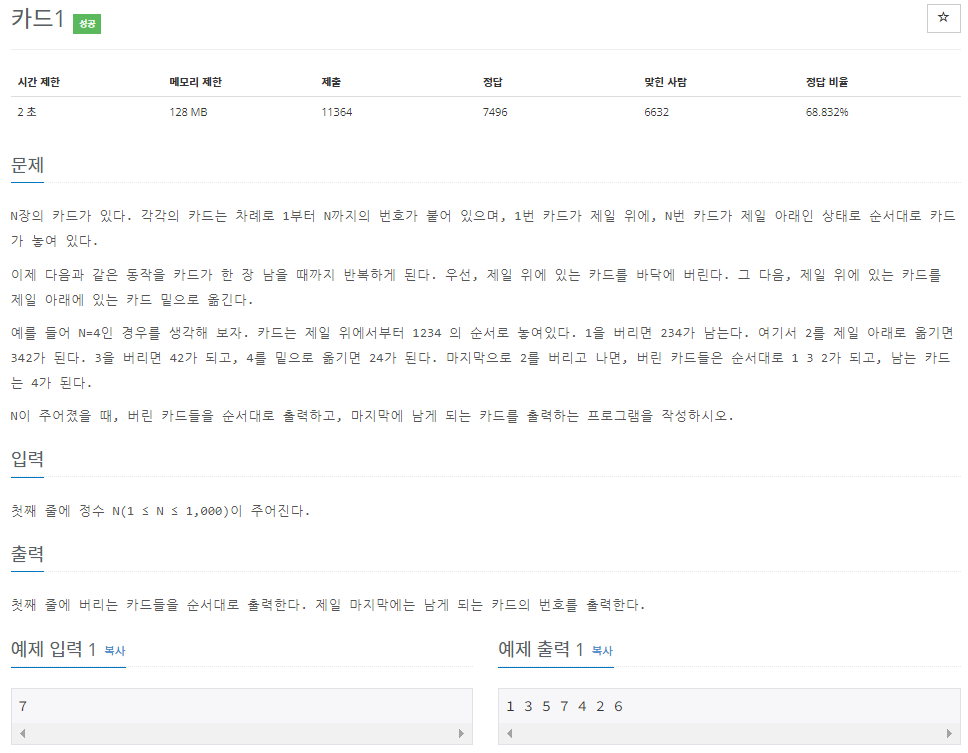 카드1 성공
☆
시간 제한 메모리 제한 제출 정답 맞힌 사람 정답 비율
2 초 128 MB 11364 7496 6632 68.832%
문제
N장의 카드가 있다. 각각의 카드는 차례로 1부터 N까지의 번호가 붙어 있으며, 1번 카드가 제일 위에, N번 카드가 제일 아래인 상태로 순서대로 카드
가 놓여 있다.
이제 다음과 같은 동작을 카드가 한 장 남을 때까지 반복하게 된다. 우선, 제일 위에 있는 카드를 바닥에 버린다. 그 다음, 제일 위에 있는 카드를
제일 아래에 있는 카드 밑으로 옮긴다.
예를 들어 N=4인 경우를 생각해 보자. 카드는 제일 위에서부터 1234 의 순서로 놓여있다. 1을 버리면 234가 남는다. 여기서 2를 제일 아래로 옮기면
342가 된다. 3을 버리면 42가 되고, 4를 밑으로 옮기면 24가 된다. 마지막으로 2를 버리고 나면, 버린 카드들은 순서대로 1 3 2가 되고, 남는 카드
는 4가 된다.
N이 주어졌을 때, 버린 카드들을 순서대로 출력하고, 마지막에 남게 되는 카드를 출력하는 프로그램을 작성하시오.
입력
첫째 줄에 정수 N(1 ≤ N ≤ 1,000)이 주어진다.
출력
첫째 줄에 버리는 카드들을 순서대로 출력한다. 제일 마지막에는 남게 되는 카드의 번호를 출력한다.
예제 입력 1 복사
7
예제 출력 1 복사
1 3 5 7 4 2 6